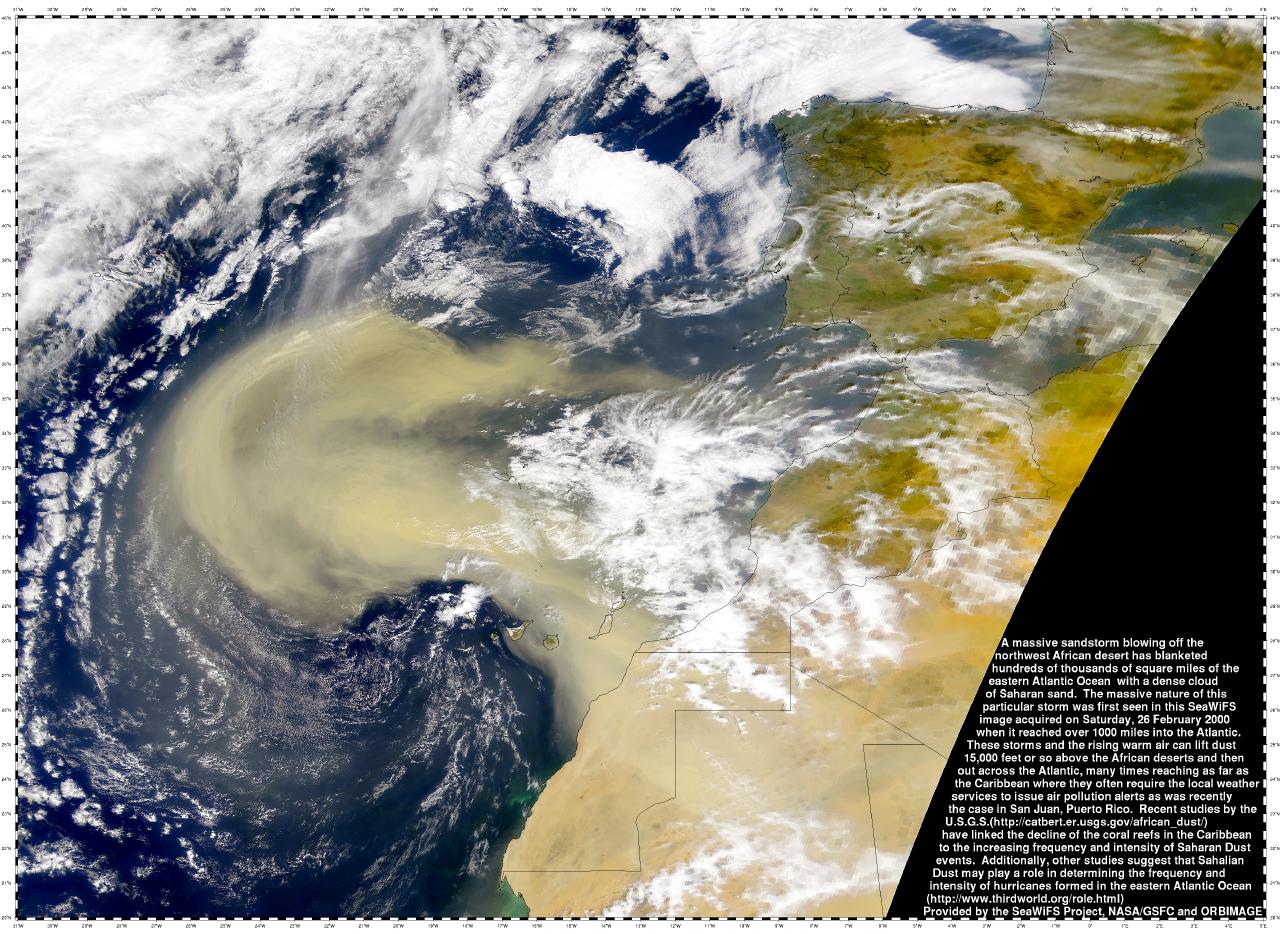 A massive sandstorm blowing off the
northwest African desert has blanketed
hundreds of thousands of square miles of the
eastern Atlantic Ocean with a dense cloud
of Saharan sand. The massive nature of this
particular storm was first seen in this SeaWiFS
image acquired on Saturday, 26 February 2000
when it reached over 1000 miles into the Atlantic.
These storms and the rising warm air can lift dust
15,000 feet or so above the African deserts and then
out across the Atlantic, many times reaching as far as
the Caribbean where they often require the local weather
services to issue air pollution alerts as was recently
the case in San Juan, Puerto Rico. Recent studies by the
U.S.G.S.(http://catbert.er.usgs.gov/african_dust/)
have linked the decline of the coral reefs in the Caribbean
to the increasing frequency and intensity of Saharan Dust
events. Additionally, other studies suggest that Sahalian
Dust may play a role in determining the frequency and
intensity of hurricanes formed in the eastern Atlantic Ocean
(http://www.thirdworld.org/role.html)
Provided by the SeaWiFS Project, NASA/GSFC and ORBIMAGE